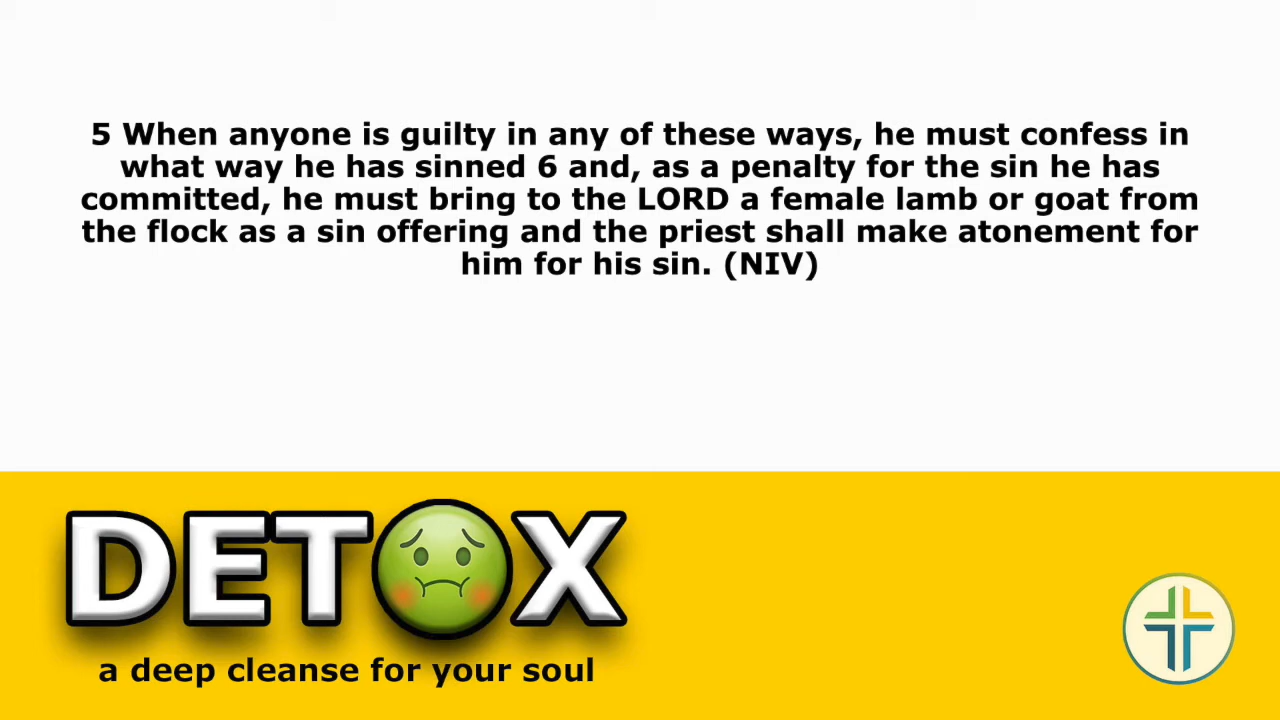 5 When anyone is guilty in any of these ways, he must confess in
what way he has sinned 6 and, as a penalty for the sin he has
committed, he must bring to the LORD a female lamb or goat from
the flock as a sin offering and the priest shall make atonement for
him for his sin. (NIV)
DETOX
a deep cleanse for your soul